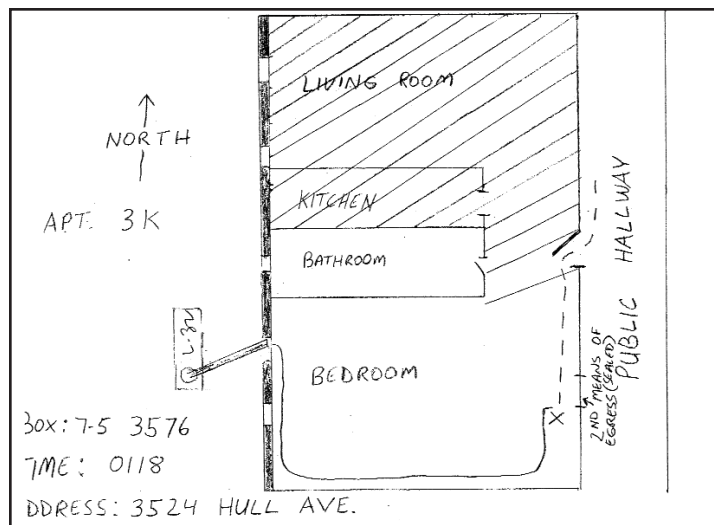 LIVING ROOM
NORTH
KITCHEN
APT. 3K
BATHROOM
PUBLIC HALLWAY
L-32
BEDROOM
2ND MEANS OF
EGRESS (SEALED)
X
BOX: 7-5 3576
TIME: 0118
DDRESS: 3524 HULL AVE.